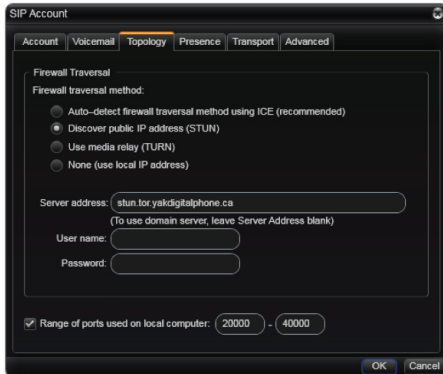 SIP Account
Account Voicemail Topology Presence Transport Advanced
Firewall Traversal
Firewall traversal method:
Auto-detect firewall traversal method using ICE (recommended)
Discover public IP address (STUN)
Use media relay (TURN)
None (use local IP address)
Server address: stun.tor.yakdigitalphone.ca
(To use domain server, leave Server Address blank)
User name:
Password:
Range of ports used on local computer: 20000 - 40000
OK Cancel